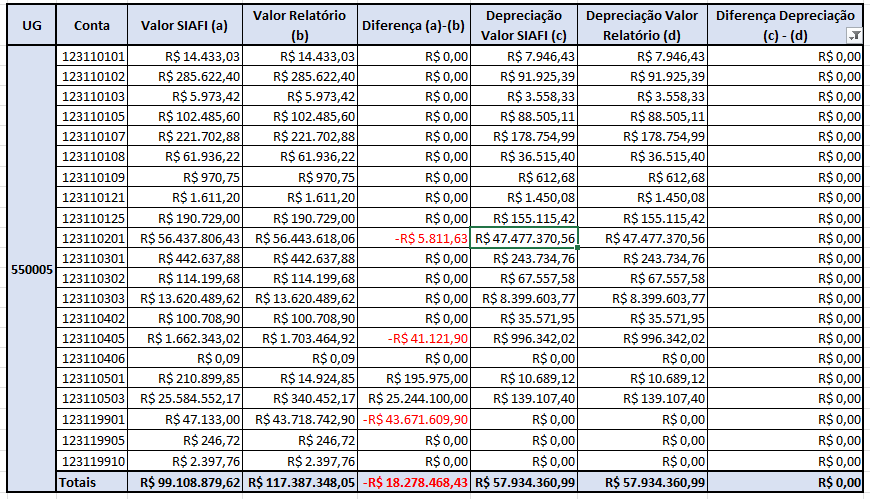 UG Conta Valor SIAFI (a) Valor Relatório (b) Diferença (a)-(b) Depreciação Valor SIAFI (c) Depreciação Valor Relatório (d) Diferença Depreciação (c) - (d)
123110101 R$ 14.433,03 R$ 14.433,03 R$ 0,00 R$ 7.946,43 R$ 7.946,43 R$ 0,00
123110102 R$ 285.622,40 R$ 285.622,40 R$ 0,00 R$ 91.925,39 R$ 91.925,39 R$ 0,00
123110103 R$ 5.973,42 R$ 5.973,42 R$ 0,00 R$ 3.558,33 R$ 3.558,33 R$ 0,00
123110105 R$ 102.485,60 R$ 102.485,60 R$ 0,00 R$ 88.505,11 R$ 88.505,11 R$ 0,00
123110107 R$ 221.702,88 R$ 221.702,88 R$ 0,00 R$ 178.754,99 R$ 178.754,99 R$ 0,00
123110108 R$ 61.936,22 R$ 61.936,22 R$ 0,00 R$ 36.515,40 R$ 36.515,40 R$ 0,00
123110109 R$ 970,75 R$ 970,75 R$ 0,00 R$ 612,68 R$ 612,68 R$ 0,00
123110121 R$ 1.611,20 R$ 1.611,20 R$ 0,00 R$ 1.450,08 R$ 1.450,08 R$ 0,00
123110125 R$ 190.729,00 R$ 190.729,00 R$ 0,00 R$ 155.115,42 R$ 155.115,42 R$ 0,00
123110201 R$ 56.437.806,43 R$ 56.443.618,06 -R$ 5.811,63 R$ 47.477.370,56 R$ 47.477.370,56 R$ 0,00
123110301 R$ 442.637,88 R$ 442.637,88 R$ 0,00 R$ 243.734,76 R$ 243.734,76 R$ 0,00
550005 123110302 R$ 114.199,68 R$ 114.199,68 R$ 0,00 R$ 67.557,58 R$ 67.557,58 R$ 0,00
123110303 R$ 13.620.489,62 R$ 13.620.489,62 R$ 0,00 R$ 8.399.603,77 R$ 8.399.603,77 R$ 0,00
123110402 R$ 100.708,90 R$ 100.708,90 R$ 0,00 R$ 35.571,95 R$ 35.571,95 R$ 0,00
123110405 R$ 1.662.343,02 R$ 1.703.464,92 -R$ 41.121,90 R$ 996.342,02 R$ 996.342,02 R$ 0,00
123110406 R$ 0,09 R$ 0,09 R$ 0,00 R$ 0,00 R$ 0,00 R$ 0,00
123110501 R$ 210.899,85 R$ 14.924,85 R$ 195.975,00 R$ 10.689,12 R$ 10.689,12 R$ 0,00
123110503 R$ 25.584.552,17 R$ 340.452,17 R$ 25.244.100,00 R$ 139.107,40 R$ 139.107,40 R$ 0,00
123119901 R$ 47.133,00 R$ 43.718.742,90 -R$ 43.671.609,90 R$ 0,00 R$ 0,00 R$ 0,00
123119905 R$ 246,72 R$ 246,72 R$ 0,00 R$ 0,00 R$ 0,00 R$ 0,00
123119910 R$ 2.397,76 R$ 2.397,76 R$ 0,00 R$ 0,00 R$ 0,00 R$ 0,00
Totais R$ 99.108.879,62 R$ 117.387.348,05 -R$ 18.278.468,43 R$ 57.934.360,99 R$ 57.934.360,99 R$ 0,00